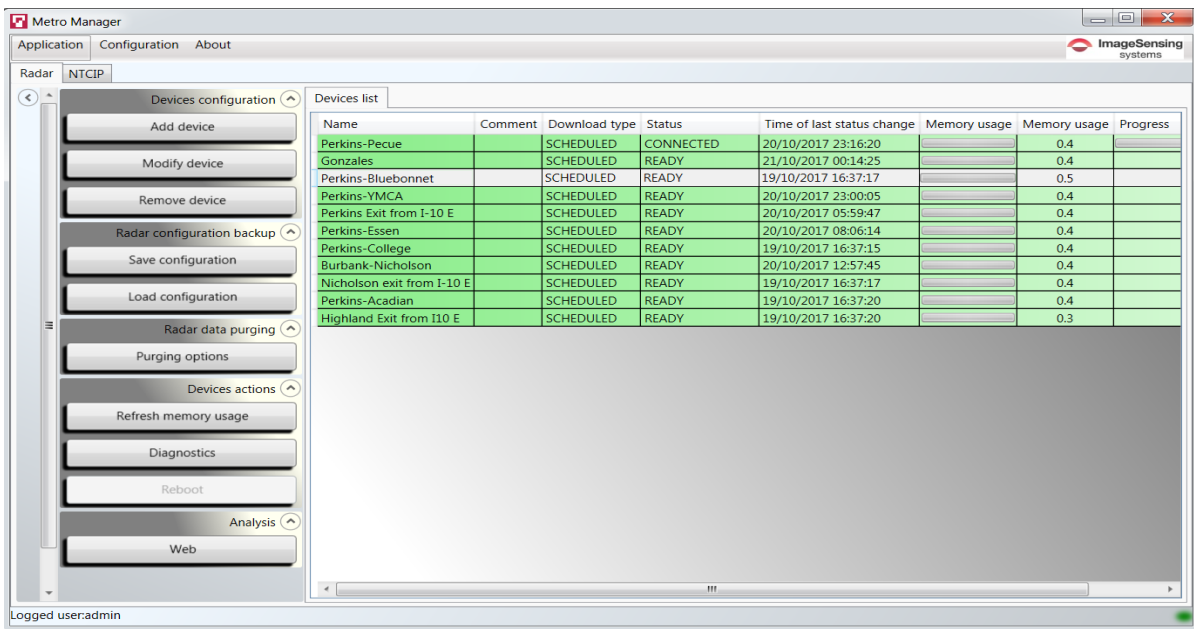 Metro Manager
Application Configuration About
ImageSensing
systems
Radar NTCIP
Devices configuration
Add device
Modify device
Remove device
Radar configuration backup
Save configuration
Load configuration
Radar data purging
Purging options
Devices actions
Refresh memory usage
Diagnostics
Reboot
Analysis
Web
Devices list
Name Comment Download type Status Time of last status change Memory usage Memory usage Progress
Perkins-Pecue SCHEDULED CONNECTED 20/10/2017 23:16:20 0.4
Gonzales SCHEDULED READY 21/10/2017 00:14:25 0.4
Perkins-Bluebonnet SCHEDULED READY 19/10/2017 16:37:17 0.5
Perkins-YMCA SCHEDULED READY 20/10/2017 23:00:05 0.4
Perkins Exit from I-10 E SCHEDULED READY 20/10/2017 05:59:47 0.4
Perkins-Essen SCHEDULED READY 20/10/2017 08:06:14 0.4
Perkins-College SCHEDULED READY 19/10/2017 16:37:15 0.4
Burbank-Nicholson SCHEDULED READY 20/10/2017 12:57:45 0.4
Nicholson exit from I-10 E SCHEDULED READY 19/10/2017 16:37:17 0.4
Perkins-Acadian SCHEDULED READY 19/10/2017 16:37:20 0.4
Highland Exit from I10 E SCHEDULED READY 19/10/2017 16:37:20 0.3
Logged user:admin